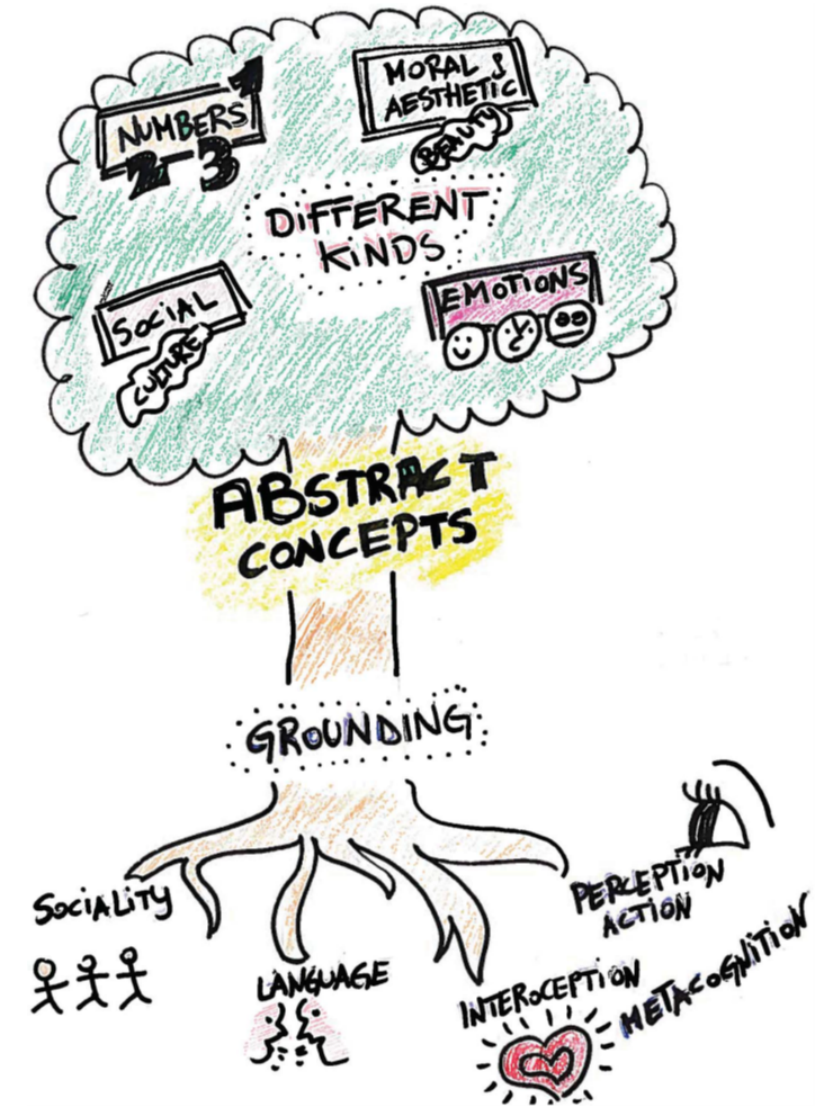 1
NUMBERS
2-3
MORAL &
AESTHETIC
BEAUTY
DIFFERENT
KINDS
SOCIAL
CULTURE
EMOTIONS
ABSTRACT
CONCEPTS
GROUNDING
SOCIALITY
LANGUAGE
PERCEPTION
ACTION
INTEROCEPTION
METACOGNITION